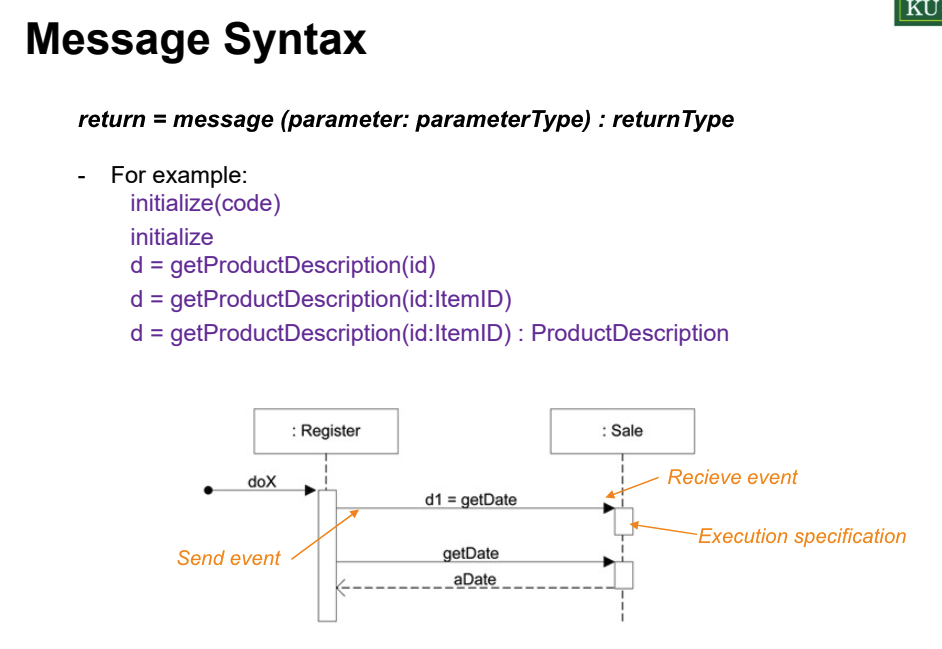 KU
Message Syntax
return = message (parameter: parameterType) : returnType
- For example:
initialize(code)
initialize
d = getProductDescription(id)
d = getProductDescription(id:ItemID)
d = getProductDescription(id:ItemID) : ProductDescription
: Register
: Sale
doX
d1 = getDate
Recieve event
Execution specification
Send event
getDate
aDate